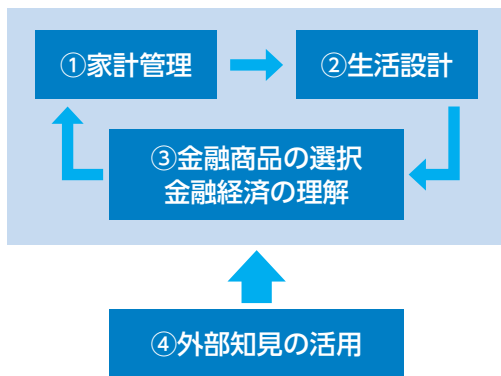 ①家計管理
②生活設計
③金融商品の選択
金融経済の理解
④外部知見の活用